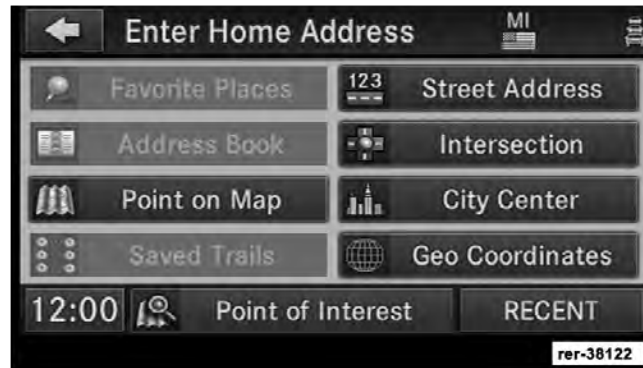 Enter Home Address
MI
Favorite Places
123
Street Address
Address Book
Intersection
Point on Map
City Center
Saved Trails
Geo Coordinates
12:00
Point of Interest
RECENT
rer-38122